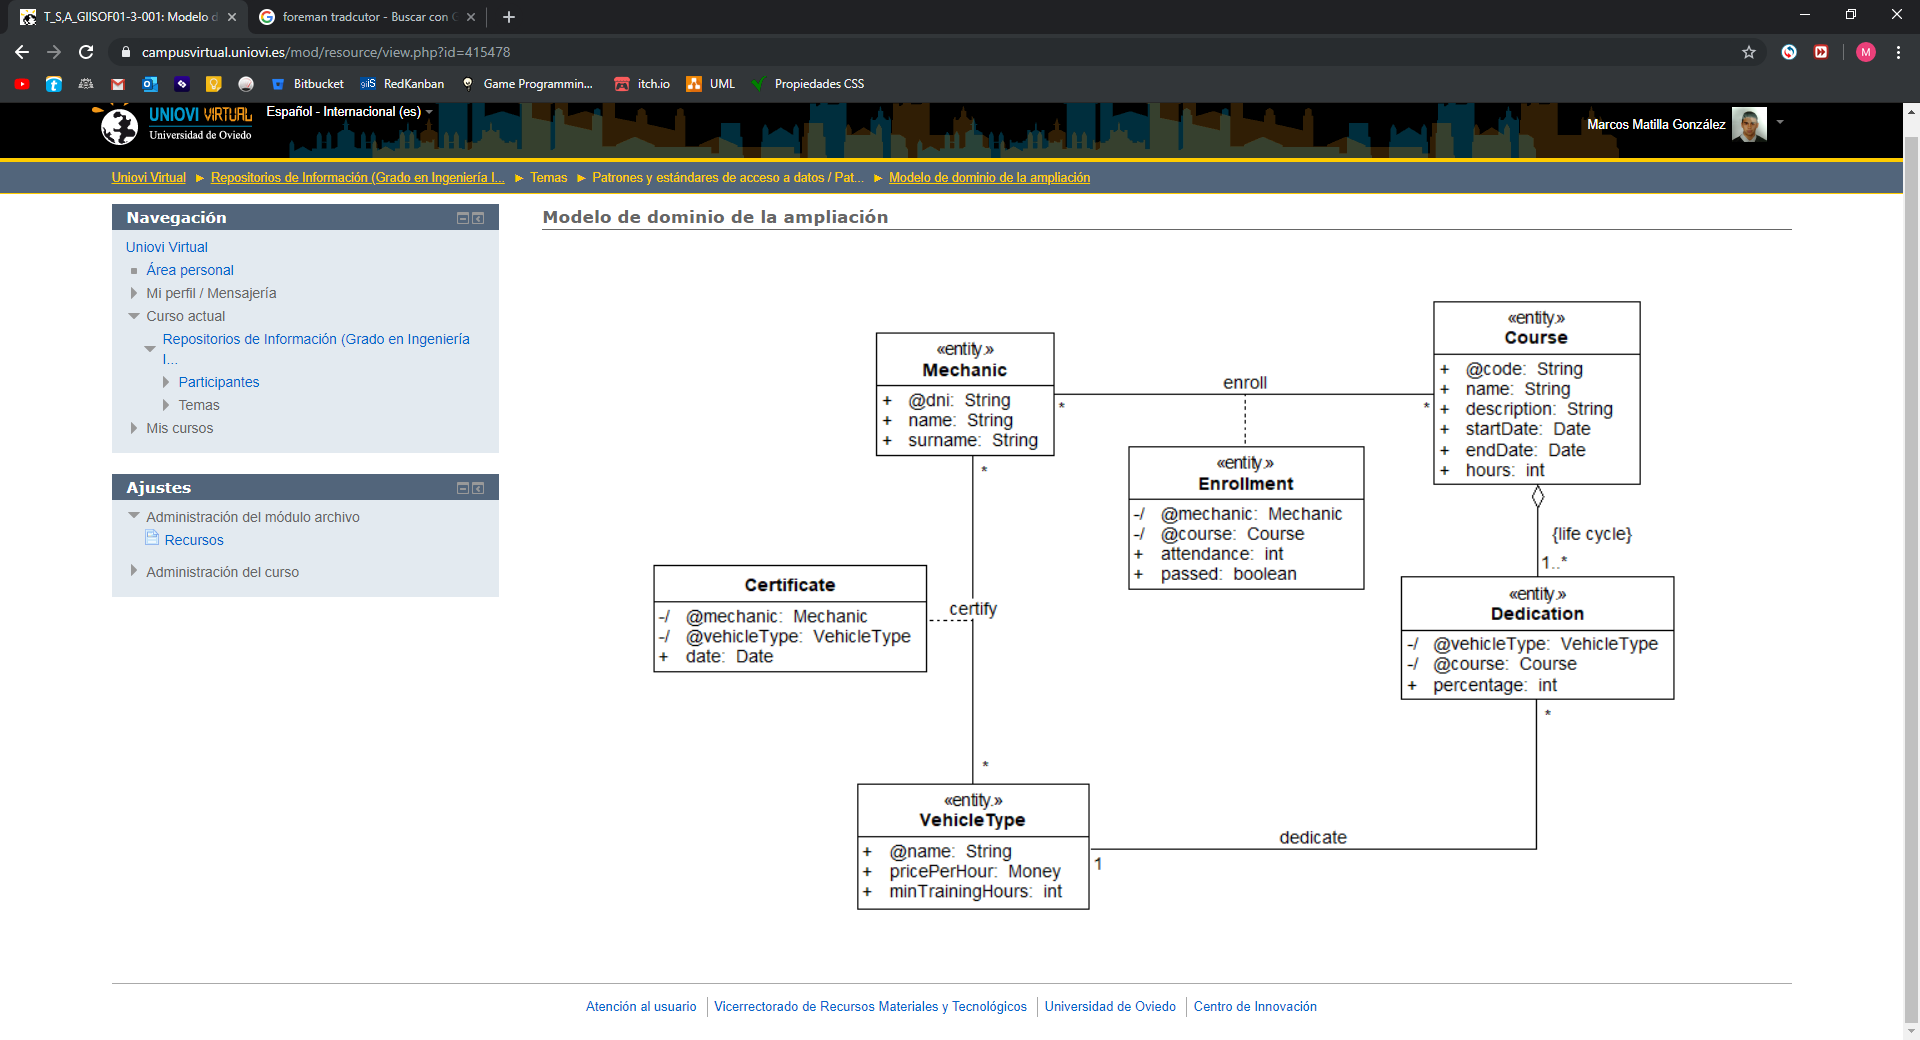 T_S,A_GIISOF01-3-001: Modelo d
foreman tradcutor - Buscar con G
campusvirtual.uniovi.es/mod/resource/view.php?id=415478
M
Bitbucket
giiS RedKanban
Game Programmin...
itch.io
UML
Propiedades CSS
UNIOVI VIRTUAL
Universidad de Oviedo
Español - Internacional (es)
Marcos Matilla González
Uniovi Virtual ► Repositorios de Información (Grado en Ingeniería I... ► Temas ► Patrones y estándares de acceso a datos / Pat... ► Modelo de dominio de la ampliación
Navegación
Uniovi Virtual
Área personal
Mi perfil / Mensajería
Curso actual
Repositorios de Información (Grado en Ingeniería
I...
Participantes
Temas
Mis cursos
Ajustes
Administración del módulo archivo
Recursos
Administración del curso
Modelo de dominio de la ampliación
«entity»
Mechanic
+ @dni: String
+ name: String
+ surname: String
*
enroll
*
«entity»
Course
+ @code: String
+ name: String
+ description: String
+ startDate: Date
+ endDate: Date
+ hours: int
*
«entity»
Enrollment
-/ @mechanic: Mechanic
-/ @course: Course
+ attendance: int
+ passed: boolean
{life cycle}
1..*
Certificate
-/ @mechanic: Mechanic
-/ @vehicleType: VehicleType
+ date: Date
certify
«entity»
Dedication
-/ @vehicleType: VehicleType
-/ @course: Course
+ percentage: int
*
*
«entity»
VehicleType
+ @name: String
+ pricePerHour: Money
+ minTrainingHours: int
dedicate
1
Atención al usuario
Vicerrectorado de Recursos Materiales y Tecnológicos
Universidad de Oviedo
Centro de Innovación